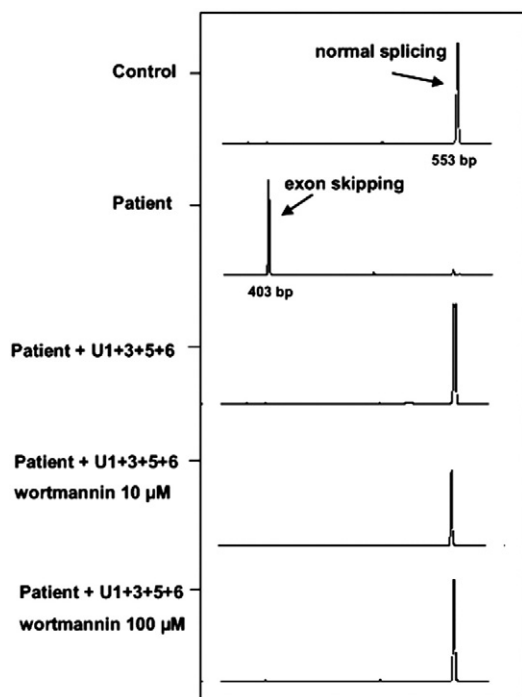 normal splicing
Control
553 bp
exon skipping
Patient
403 bp
Patient + U1+3+5+6
Patient + U1+3+5+6
wortmannin 10 µM
Patient + U1+3+5+6
wortmannin 100 µM